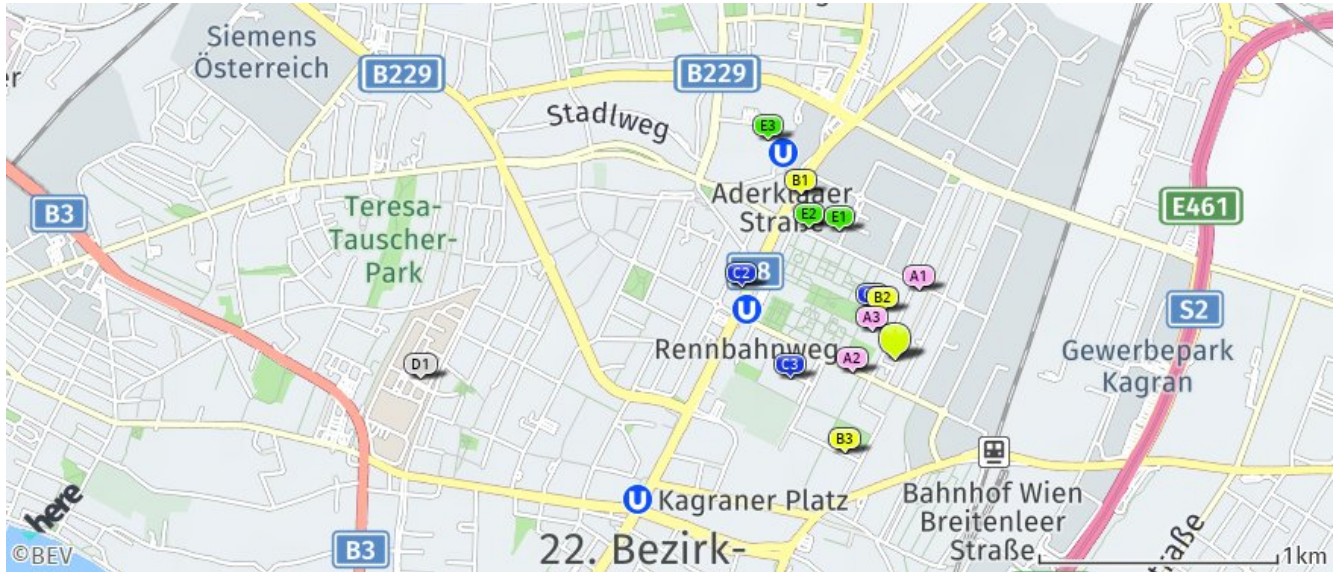 Siemens
Österreich
B229
B229
Stadlweg
E3
U
B1
Aderklaaer
Straße
E2
E1
B3
Teresa-
Tauscher-
Park
E461
C2
8
A1
B2
A3
U
S2
Rennbahnweg
A2
C3
D1
Gewerbepark
Kagran
B3
U
Kagraner Platz
Bahnhof Wien
Breitenleer
Straße
here
©BEV
B3
22. Bezirk-
1km